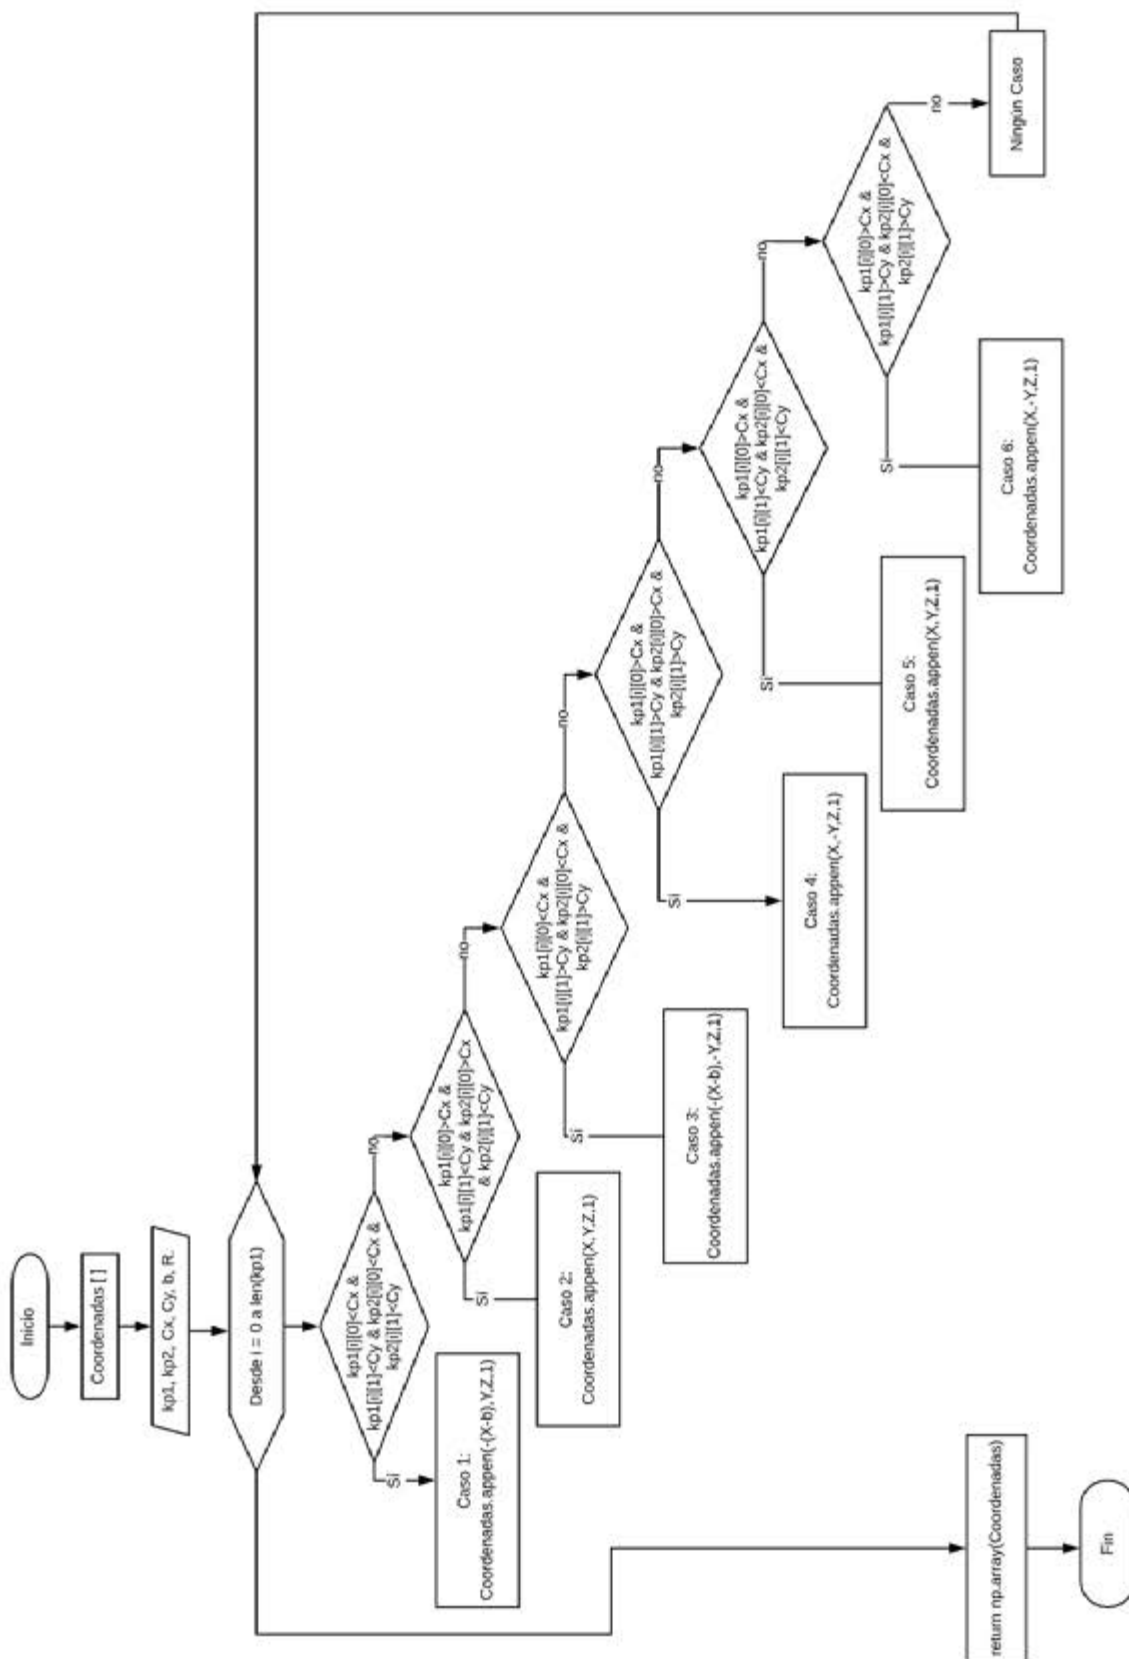 Inicio
Coordenadas [ ]
kp1, kp2, Cx, Cy, b, R.
Desde i = 0 a len(kp1)
kp1[i][0]<Cx &
kp1[i][1]<Cy & kp2[i][0]<Cx &
kp2[i][1]<Cy
Si
no
Caso 1:
Coordenadas.appen(-(X-b),Y,Z,1)
kp1[i][0]>Cx &
kp1[i][1]<Cy & kp2[i][0]>Cx
& kp2[i][1]<Cy
Si
no
Caso 2:
Coordenadas.appen(X,Y,Z,1)
kp1[i][0]<Cx &
kp1[i][1]>Cy & kp2[i][0]<Cx &
kp2[i][1]>Cy
Si
no
Caso 3:
Coordenadas.appen(-(X-b),-Y,Z,1)
kp1[i][0]>Cx &
kp1[i][1]>Cy & kp2[i][0]>Cx &
kp2[i][1]>Cy
Si
no
Caso 4:
Coordenadas.appen(X,-Y,Z,1)
kp1[i][0]>Cx &
kp1[i][1]<Cy & kp2[i][0]<Cx &
kp2[i][1]<Cy
Si
no
Caso 5:
Coordenadas.appen(X,Y,Z,1)
kp1[i][0]>Cx &
kp1[i][1]>Cy & kp2[i][0]<Cx &
kp2[i][1]>Cy
Si
no
Caso 6:
Coordenadas.appen(X,-Y,Z,1)
Ningún Caso
return np.array(Coordenadas)
Fin